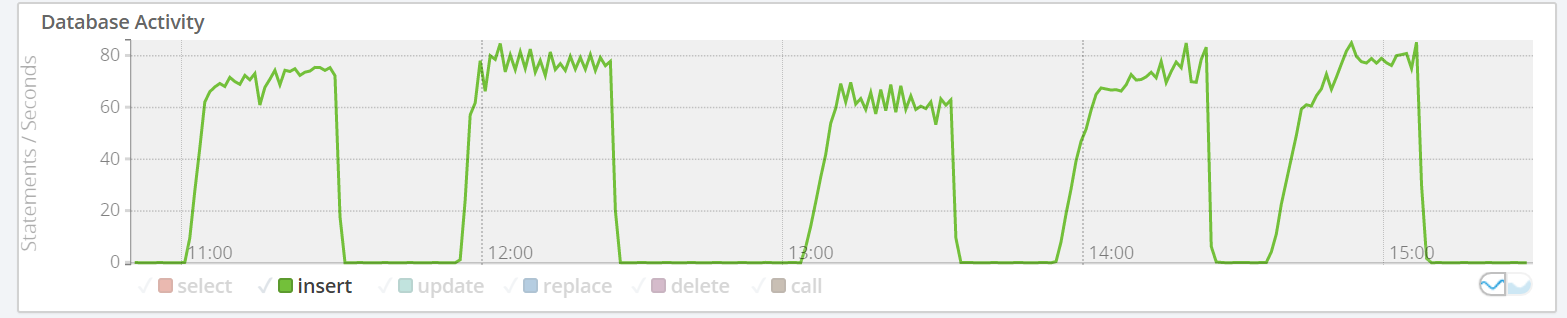 Database Activity
Statements / Seconds
80
60
40
20
0
11:00 12:00 13:00 14:00 15:00
select insert update replace delete call